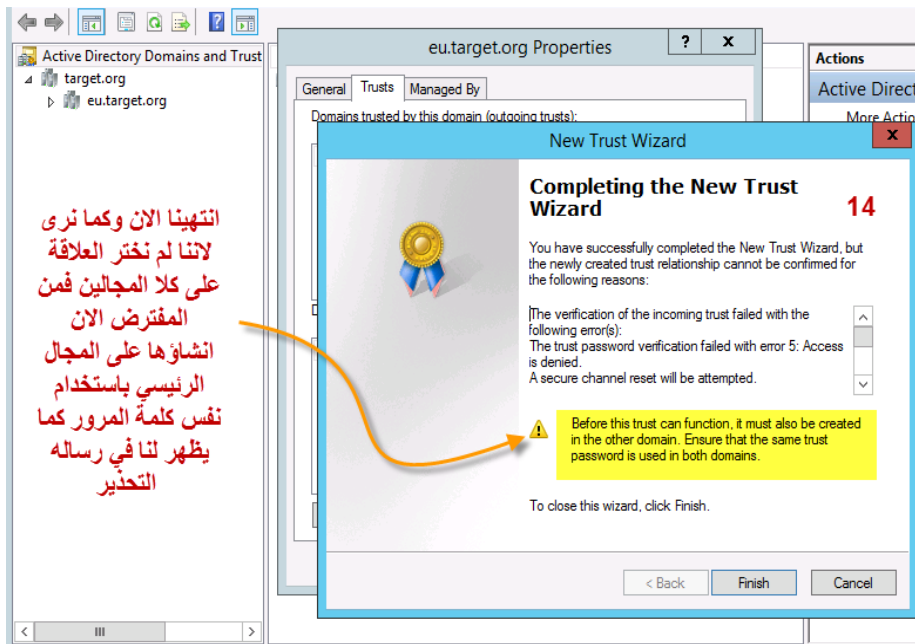 Active Directory Domains and Trust
target.org
eu.target.org
انتهينا الان وكما نرى
لاننا لم نختر العلاقة
على كلا المجالين فمن
المفترض الان
انشاؤها على المجال
الرئيسي باستخدام
نفس كلمة المرور كما
يظهر لنا في رساله
التحذير
eu.target.org Properties
? x
General Trusts Managed By
Domains trusted by this domain (outgoing trusts):
New Trust Wizard
x
Completing the New Trust
Wizard
14
You have successfully completed the New Trust Wizard, but
the newly created trust relationship cannot be confirmed for
the following reasons:
The verification of the incoming trust failed with the
following error(s):
The trust password verification failed with error 5: Access
is denied.
A secure channel reset will be attempted.
Before this trust can function, it must also be created
in the other domain. Ensure that the same trust
password is used in both domains.
To close this wizard, click Finish.
< Back Finish Cancel
Actions
Active Direct
More Actio